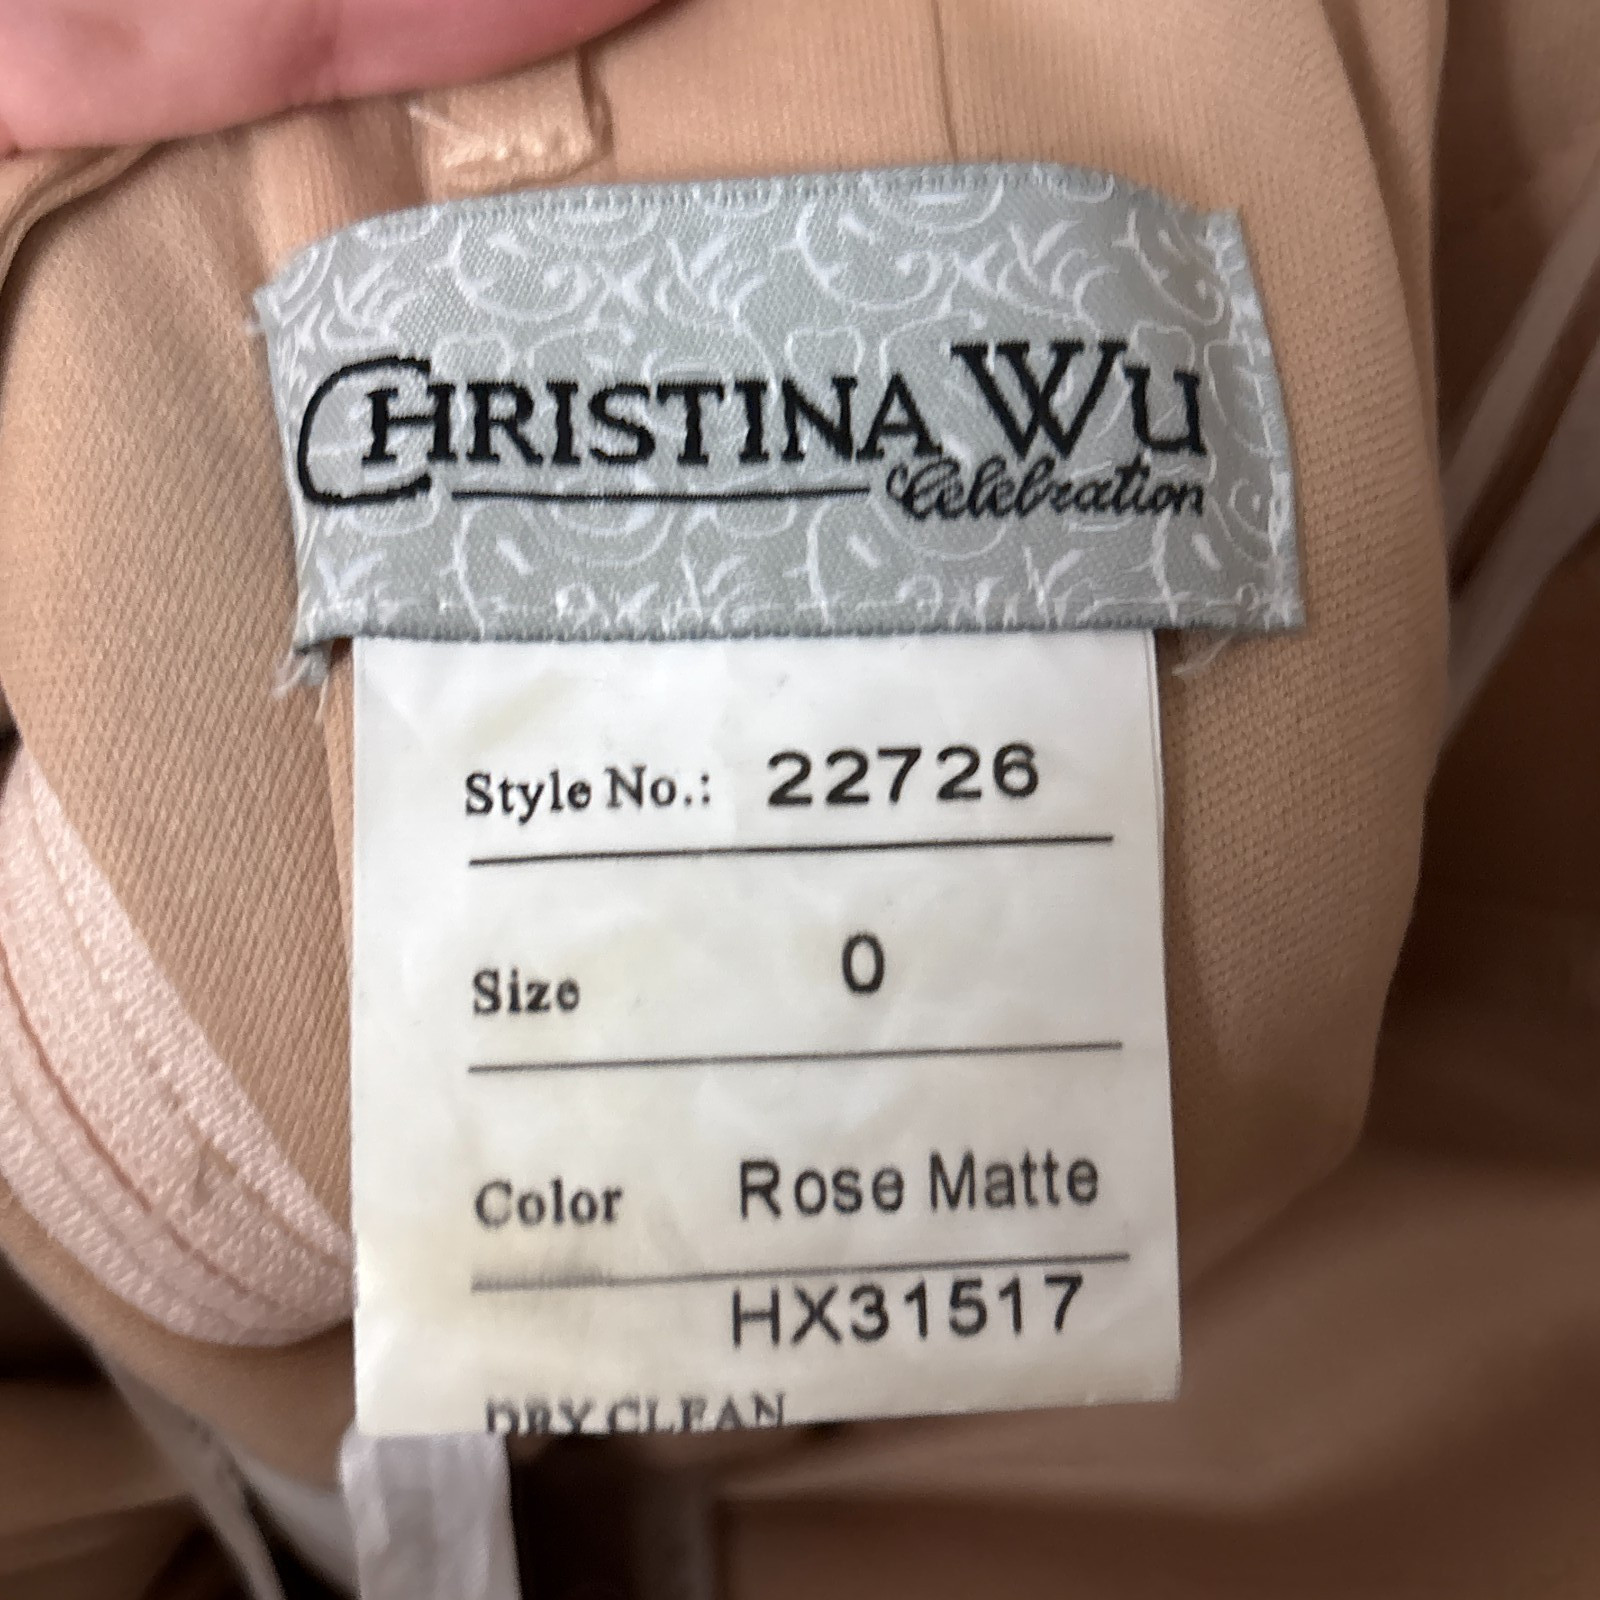 CHRISTINA WU
Celebration
Style No.: 22726
Size 0
Color Rose Matte
HX31517
DRY CLEAN